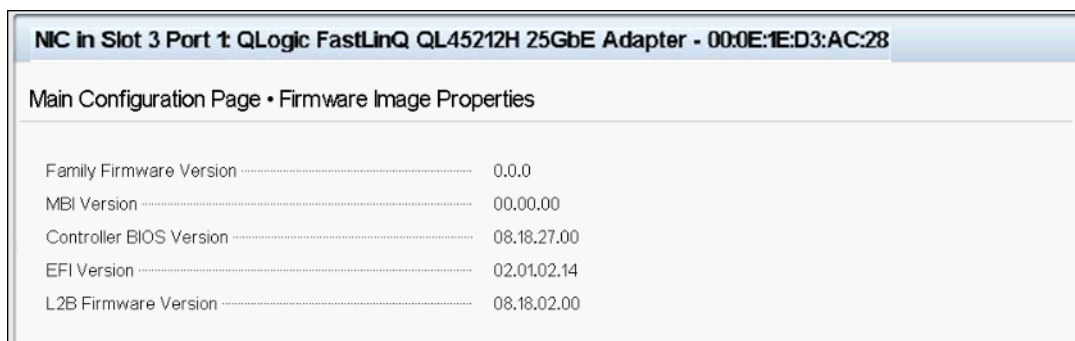 NIC in Slot 3 Port 1: QLogic FastLinQ QL45212H 25GbE Adapter - 00:0E:1E:D3:AC:28
Main Configuration Page • Firmware Image Properties
Family Firmware Version 0.0.0
MBI Version 00.00.00
Controller BIOS Version 08.18.27.00
EFI Version 02.01.02.14
L2B Firmware Version 08.18.02.00